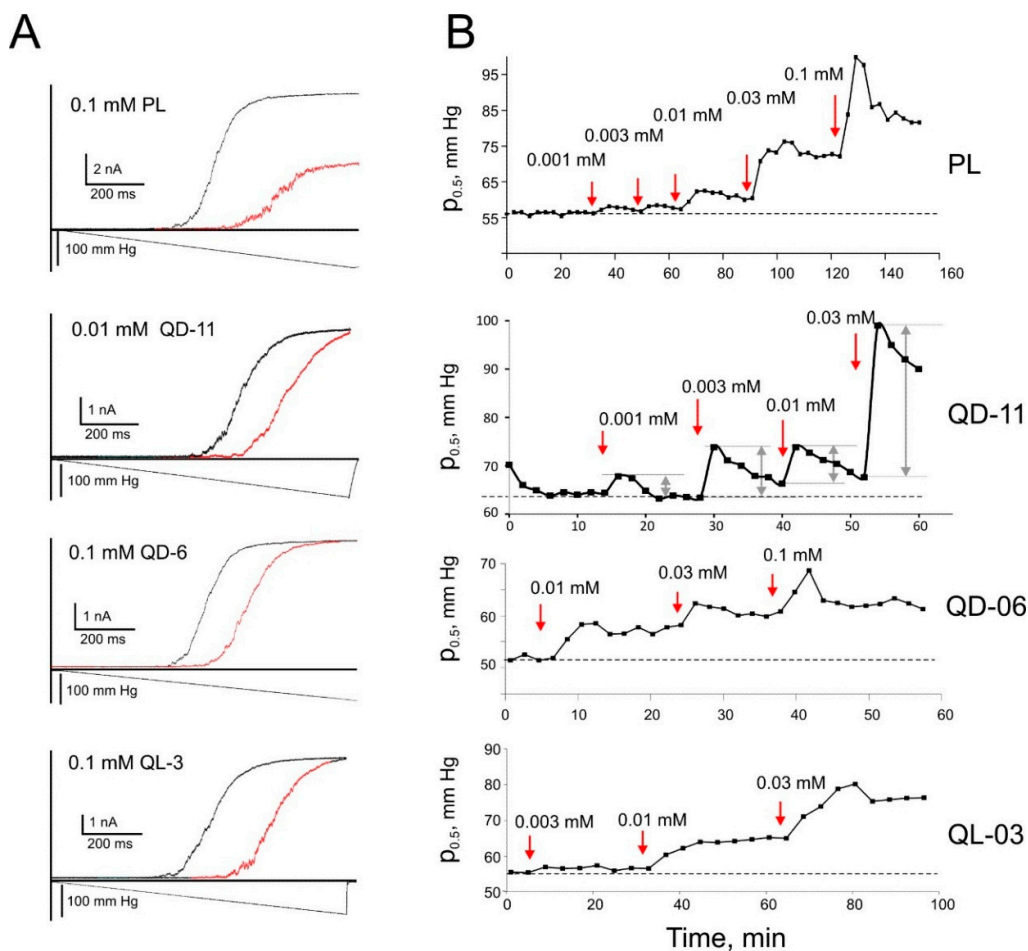 A
0.1 mM PL
2 nA
200 ms
100 mm Hg
0.01 mM QD-11
1 nA
200 ms
100 mm Hg
0.1 mM QD-6
1 nA
200 ms
100 mm Hg
0.1 mM QL-3
1 nA
200 ms
100 mm Hg
B
p0.5, mm Hg
95
75
65
55
0.001 mM
0.003 mM
0.01 mM
0.03 mM
0.1 mM
PL
0 20 40 60 80 100 120 140 160
p0.5, mm Hg
100
90
80
70
60
0.001 mM
0.003 mM
0.01 mM
0.03 mM
QD-11
0 10 20 30 40 50 60
p0.5, mm Hg
70
60
50
0.01 mM
0.03 mM
0.1 mM
QD-06
0 10 20 30 40 50 60
p0.5, mm Hg
90
80
70
60
50
0.003 mM
0.01 mM
0.03 mM
QL-03
0 20 40 60 80 100
Time, min